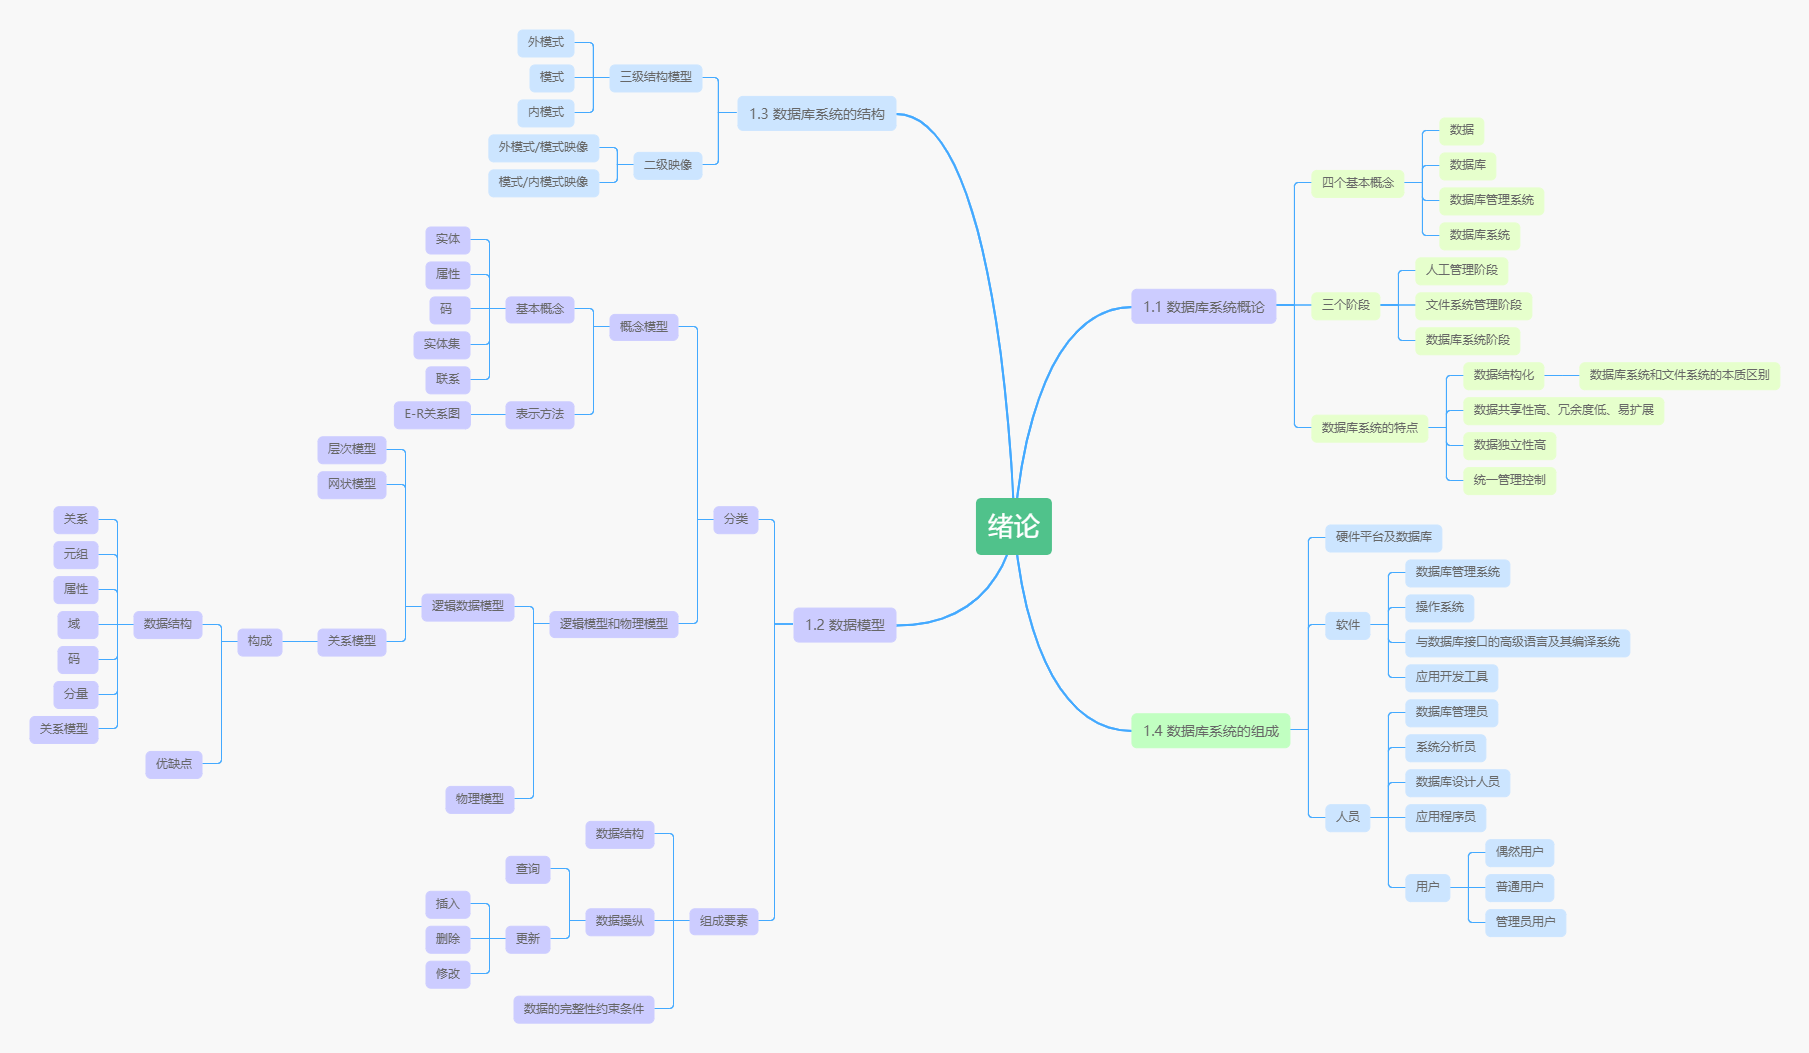 绪论
1.1 数据库系统概论
四个基本概念
数据
数据库
数据库管理系统
数据库系统
三个阶段
人工管理阶段
文件系统管理阶段
数据库系统阶段
数据库系统的特点
数据结构化
数据库系统和文件系统的本质区别
数据共享性高、冗余度低、易扩展
数据独立性高
统一管理控制
1.2 数据模型
分类
概念模型
基本概念
实体
属性
码
实体集
联系
表示方法
E-R关系图
逻辑模型和物理模型
逻辑数据模型
层次模型
网状模型
关系模型
构成
数据结构
关系
元组
属性
域
码
分量
关系模型
优缺点
物理模型
组成要素
数据结构
数据操纵
查询
更新
插入
删除
修改
数据的完整性约束条件
1.3 数据库系统的结构
三级结构模型
外模式
模式
内模式
二级映像
外模式/模式映像
模式/内模式映像
1.4 数据库系统的组成
硬件平台及数据库
软件
数据库管理系统
操作系统
与数据库接口的高级语言及其编译系统
应用开发工具
人员
数据库管理员
系统分析员
数据库设计人员
应用程序员
用户
偶然用户
普通用户
管理员用户